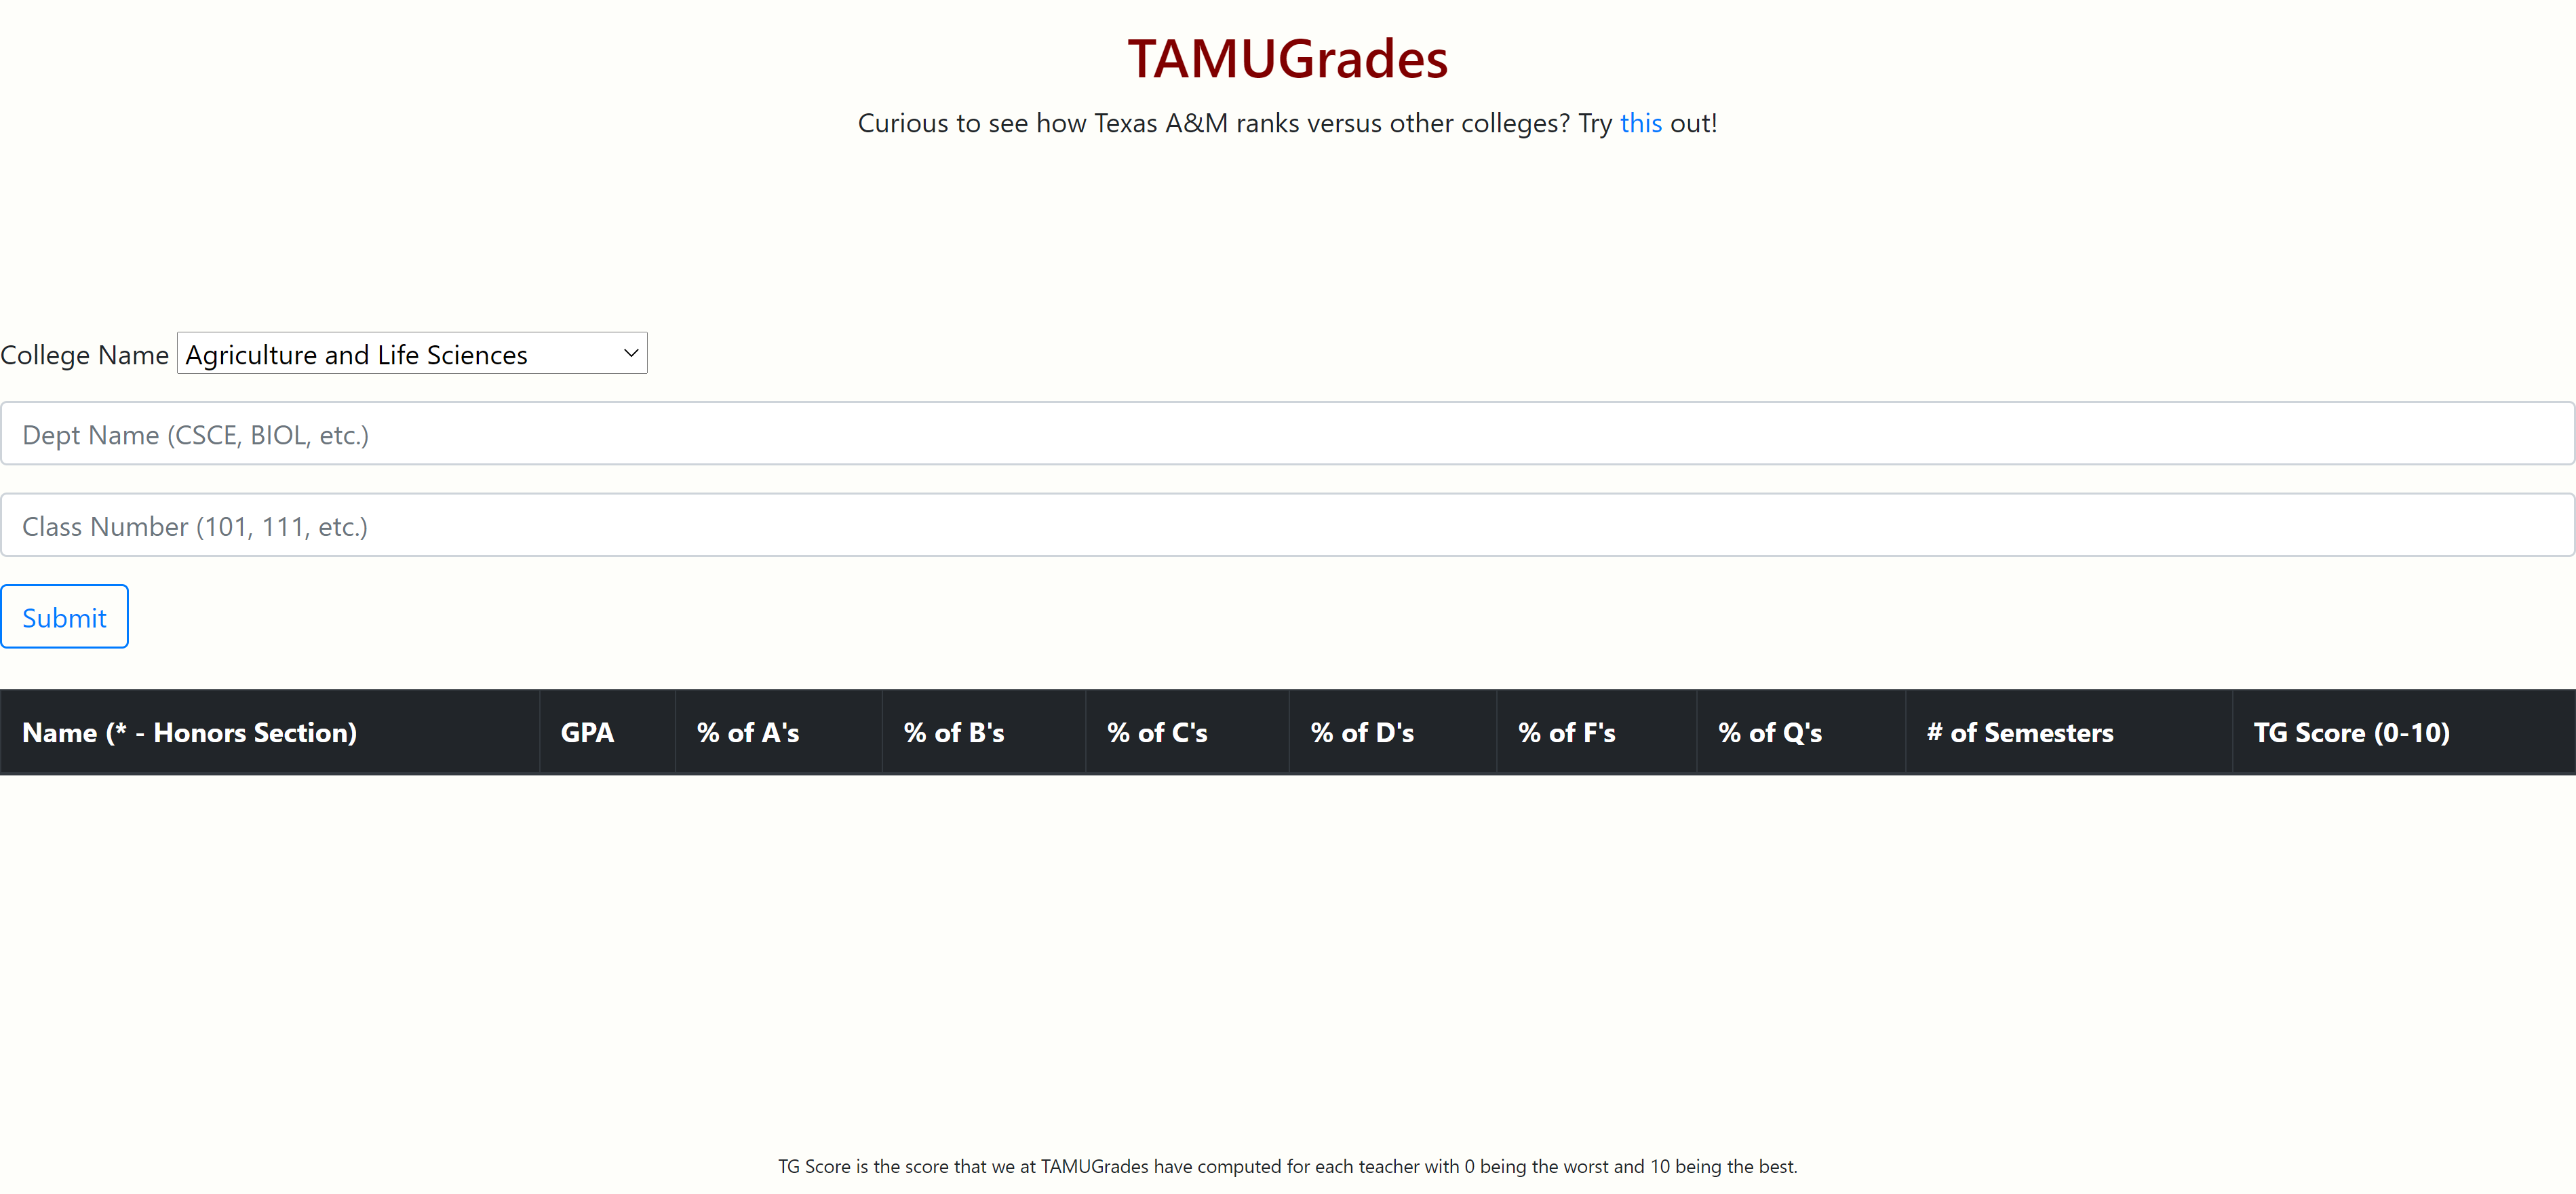 TAMUGrades
Curious to see how Texas A&M ranks versus other colleges? Try this out!
College Name Agriculture and Life Sciences
Dept Name (CSCE, BIOL, etc.)
Class Number (101, 111, etc.)
Submit
Name (* - Honors Section) GPA % of A's % of B's % of C's % of D's % of F's % of Q's # of Semesters TG Score (0-10)
TG Score is the score that we at TAMUGrades have computed for each teacher with 0 being the worst and 10 being the best.